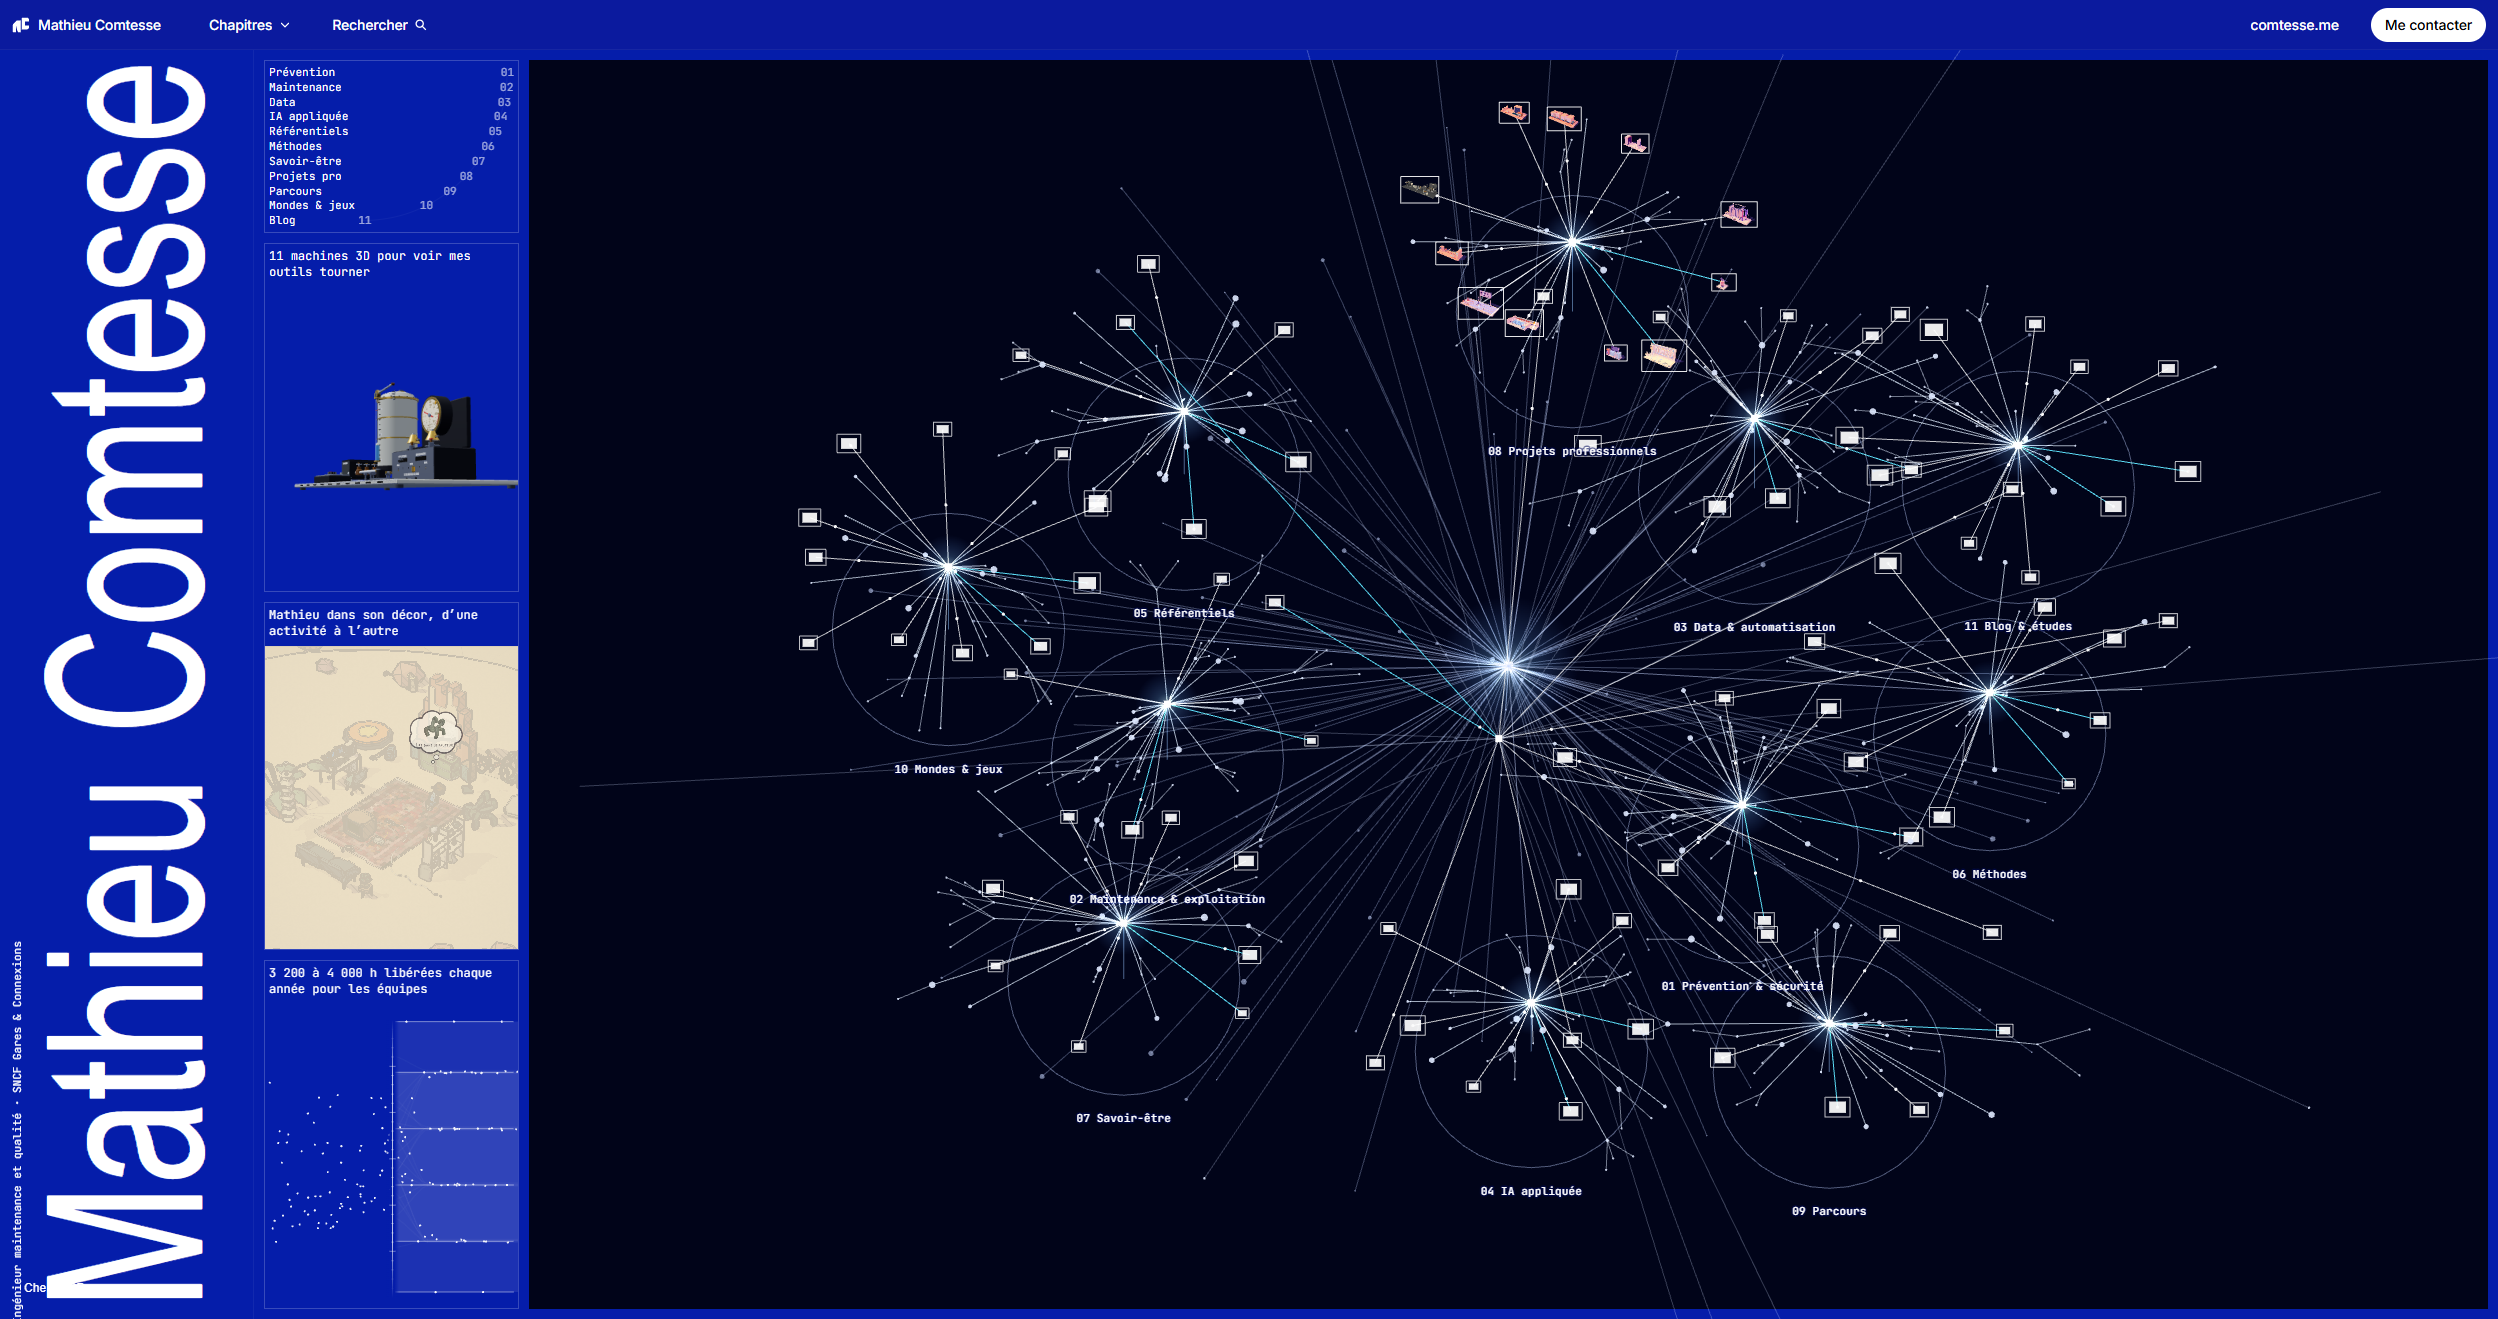 Mathieu Comtesse
Chapitres
Rechercher
comtesse.me
Me contacter
Mathieu Comtesse
ingénieur maintenance et qualité · SNCF Gares & Connexions
Che
Prévention 01
Maintenance 02
Data 03
IA appliquée 04
Référentiels 05
Méthodes 06
Savoir-être 07
Projets pro 08
Parcours 09
Mondes & jeux 10
Blog 11
11 machines 3D pour voir mes
outils tourner
Mathieu dans son décor, d’une
activité à l’autre
3 200 à 4 000 h libérées chaque
année pour les équipes
08 Projets professionnels
05 Référentiels
03 Data & automatisation
11 Blog & études
10 Mondes & jeux
06 Méthodes
02 Maintenance & exploitation
01 Prévention & sécurité
07 Savoir-être
04 IA appliquée
09 Parcours